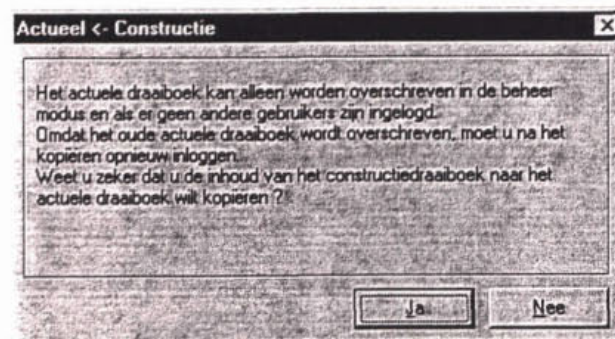 Actueel <- Constructie
Het actuele draaiboek kan alleen worden overschreven in de beheer
modus en als er geen andere gebruikers zijn ingelogd.
Omdat het oude actuele draaiboek wordt overschreven, moet u na het
kopiëren opnieuw inloggen.
Weet u zeker dat u de inhoud van het constructiedraaiboek naar het
actuele draaiboek wilt kopiëren ?
Ja Nee